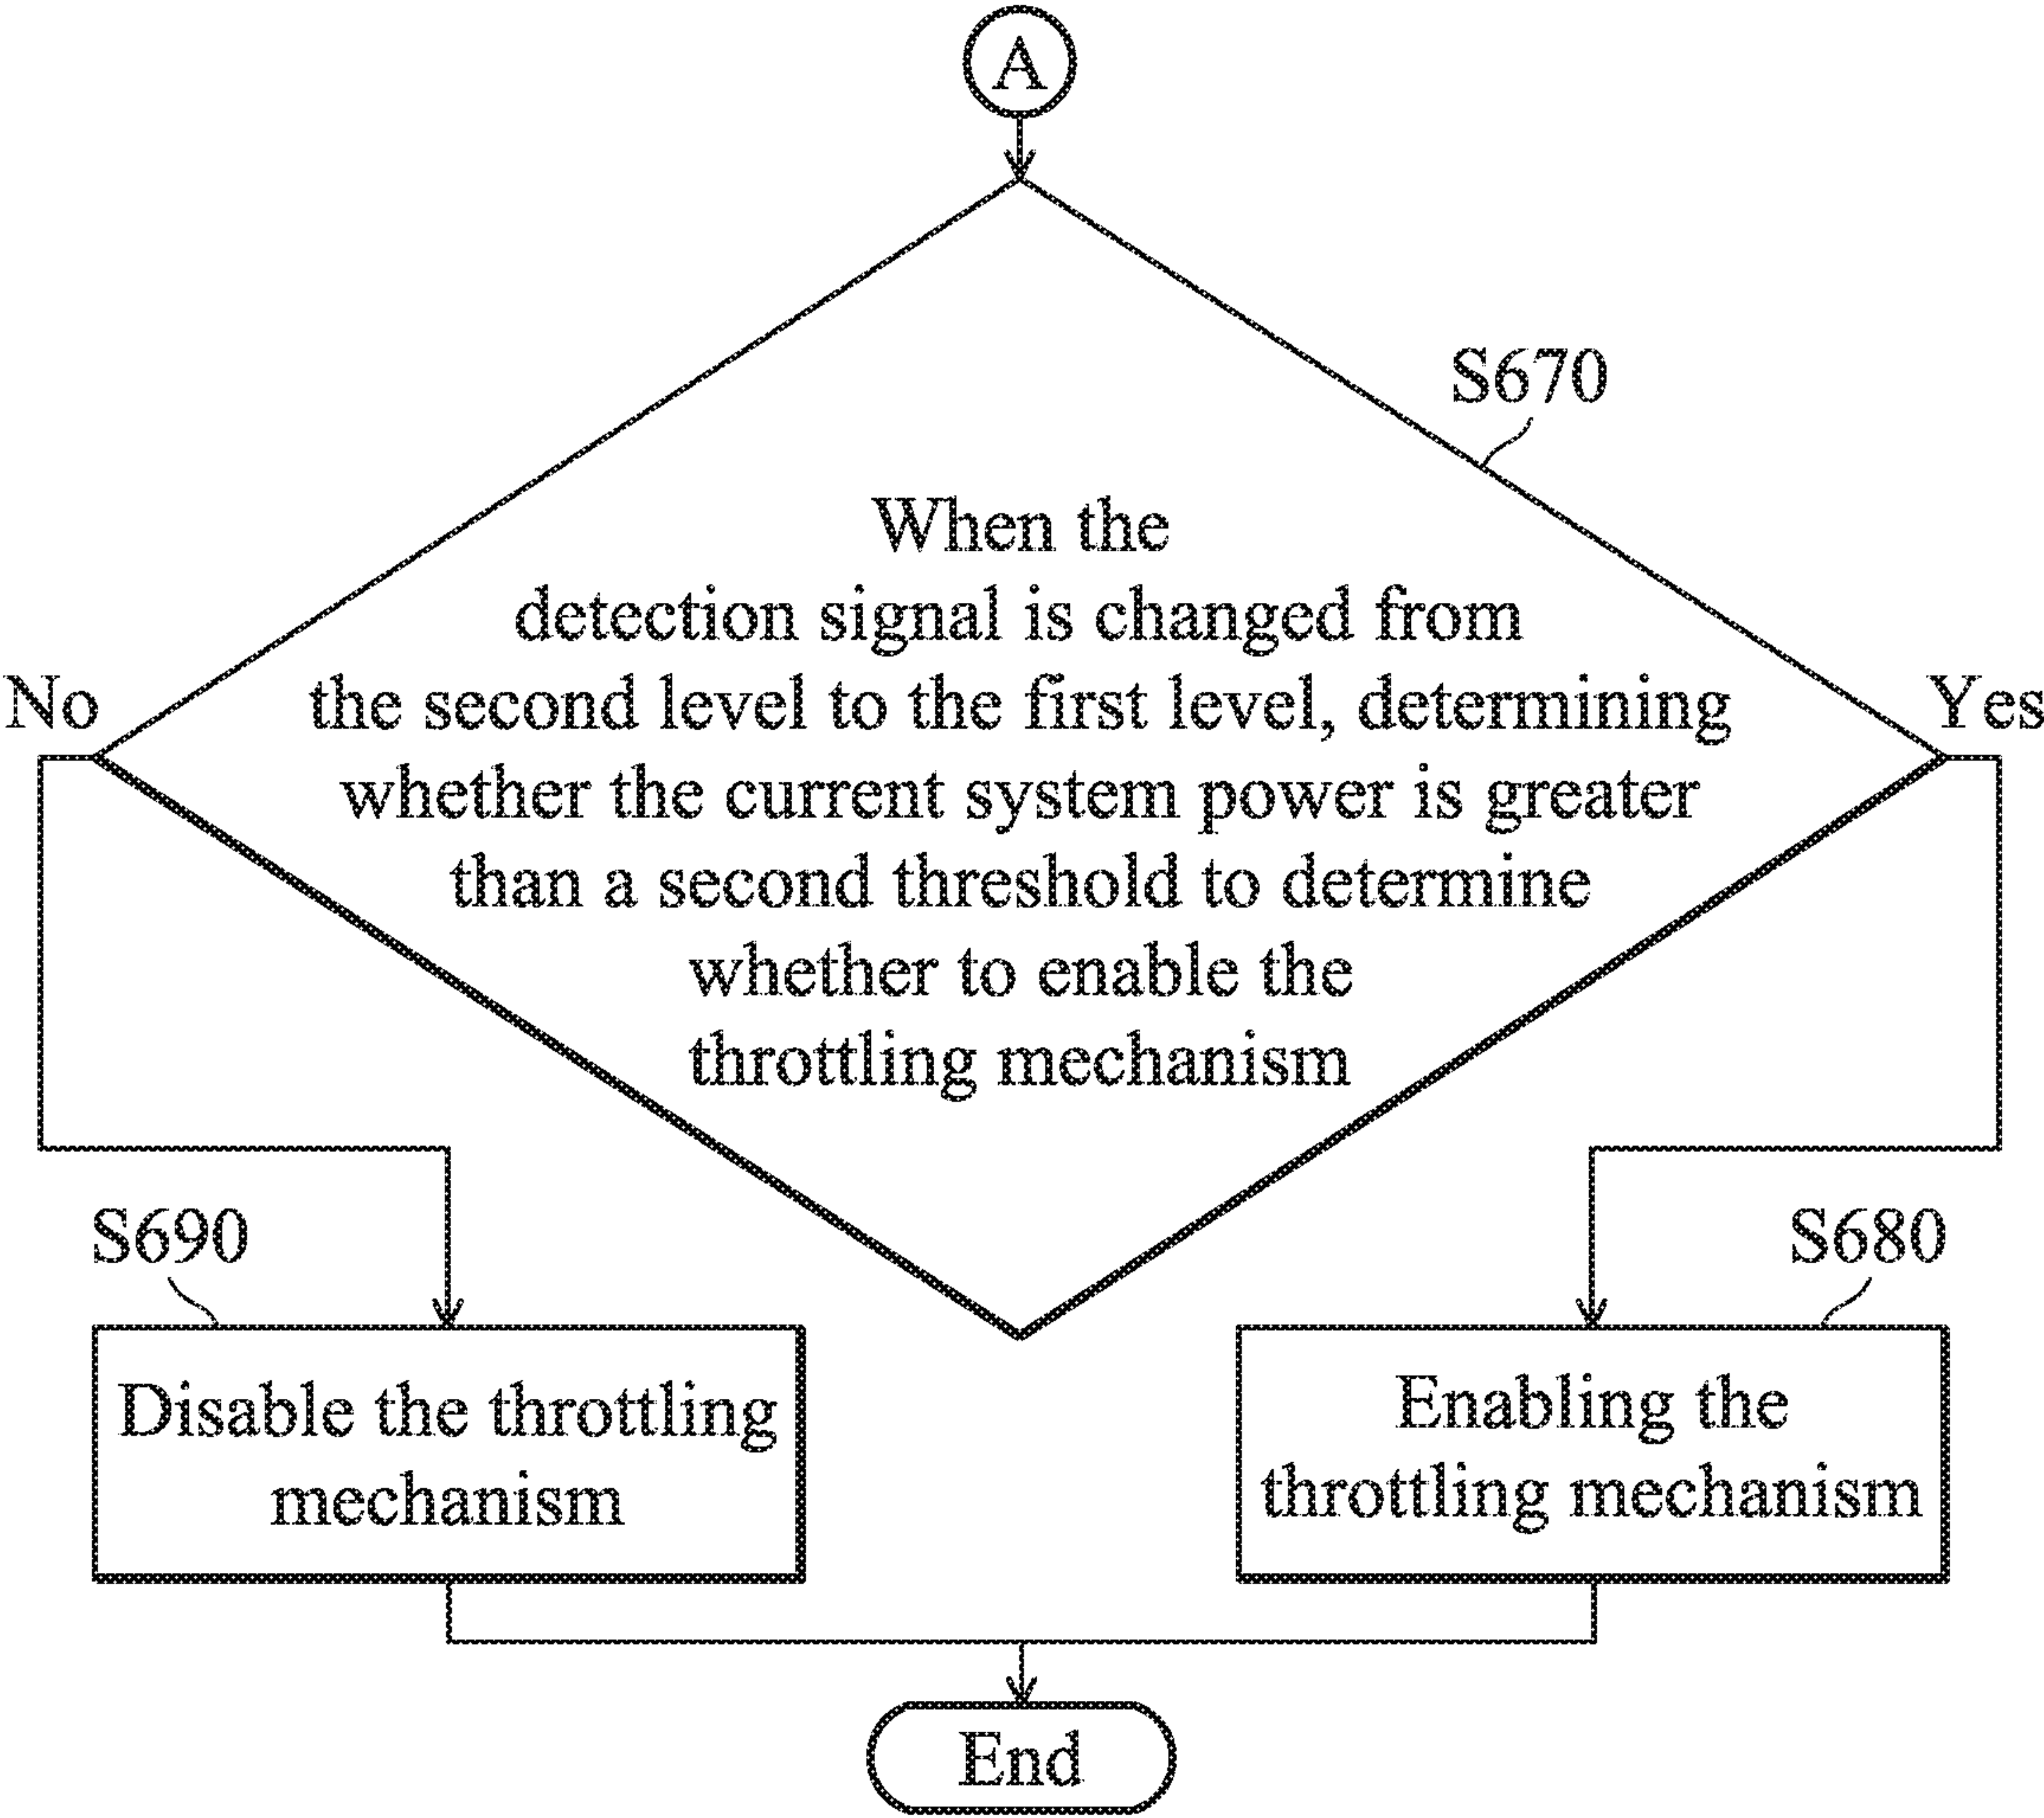 A
S670
When the
detection signal is changed from
the second level to the first level, determining
whether the current system power is greater
than a second threshold to determine
whether to enable the
throttling mechanism
No
Yes
S690
S680
Disable the throttling
mechanism
Enabling the
throttling mechanism
End